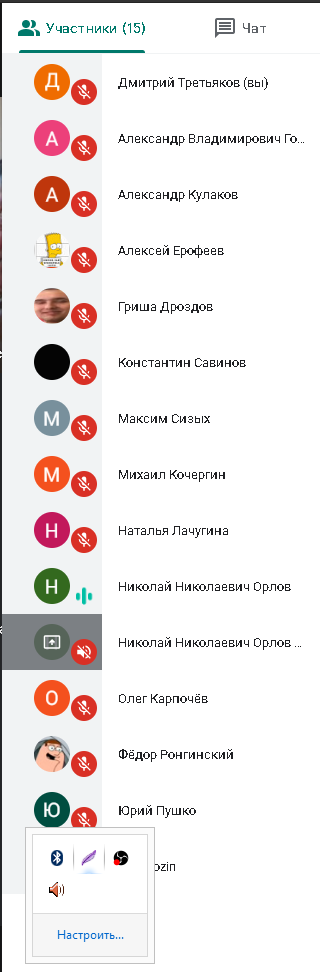 Участники (15)
Чат
Д
Дмитрий Третьяков (вы)
А
Александр Владимирович Го...
А
Александр Кулаков
Алексей Ерофеев
Гриша Дроздов
Константин Савинов
М
Максим Сизых
М
Михаил Кочергин
Н
Наталья Лачугина
Н
Николай Николаевич Орлов
Николай Николаевич Орлов ...
О
Олег Карпочёв
Фёдор Ронгинский
Ю
Юрий Пушко
ozin
Настроить...